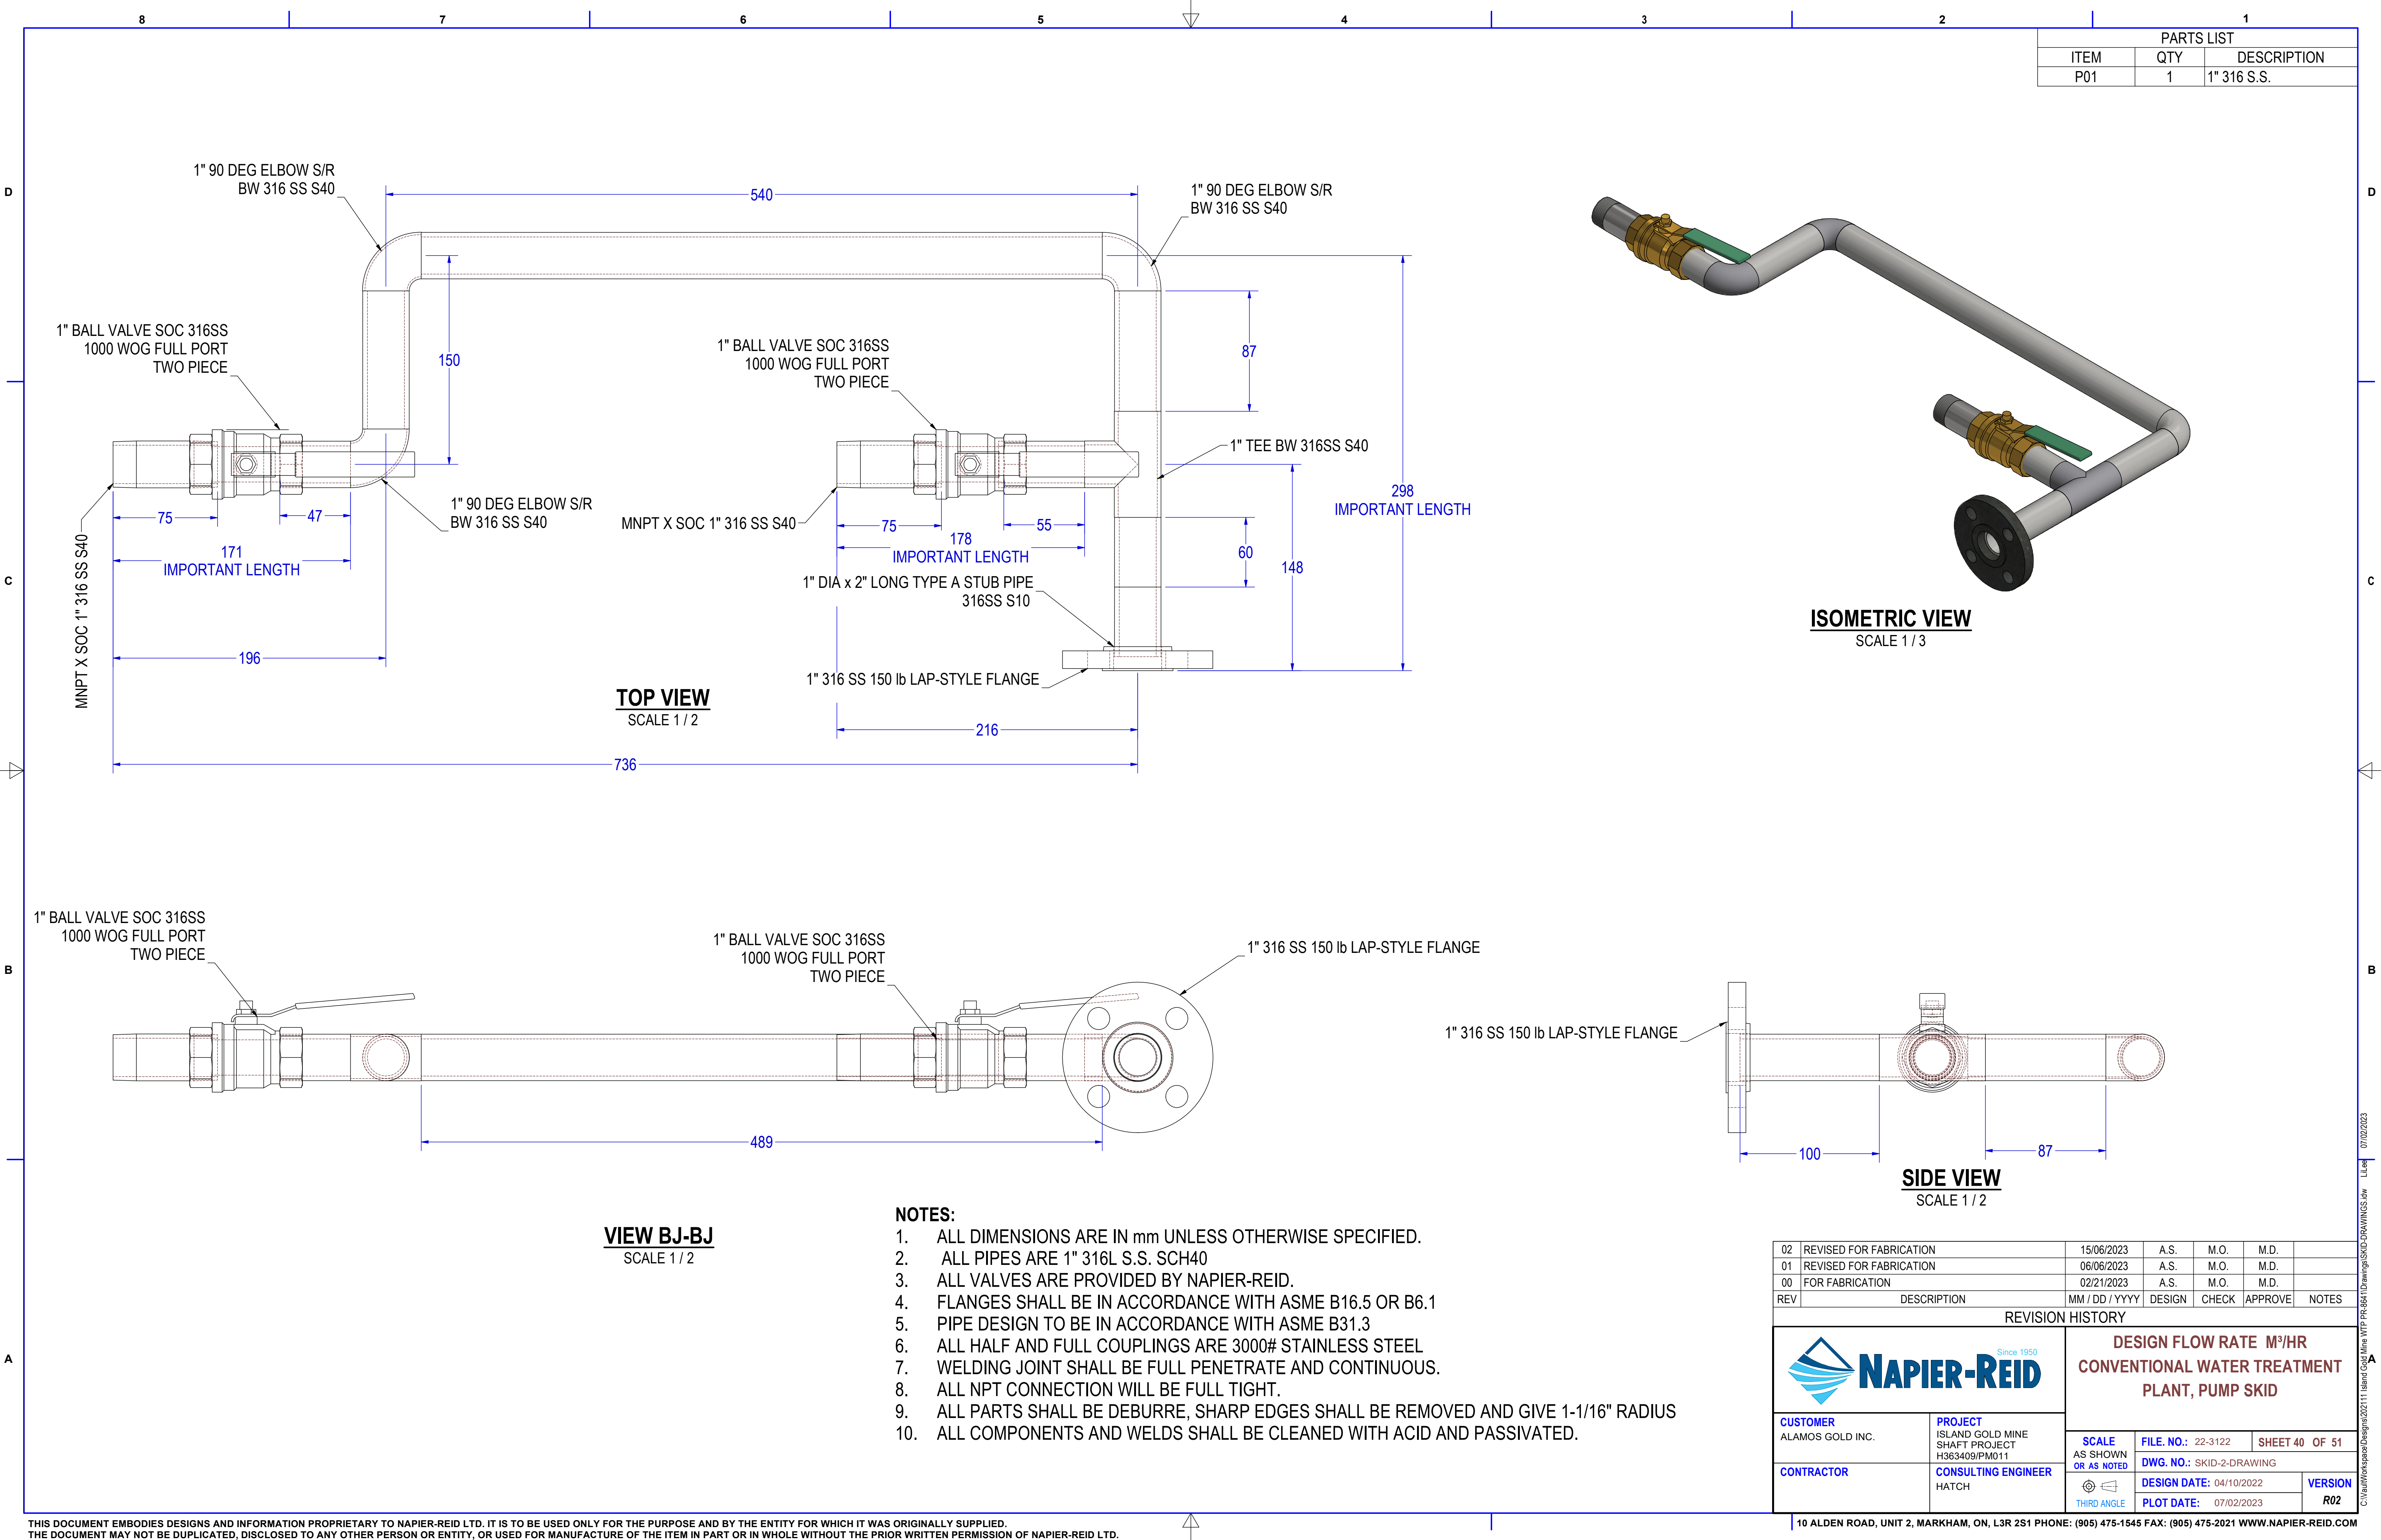 8 7 6 5 4 3 2 1
PARTS LIST
ITEM QTY DESCRIPTION
P01 1 1" 316 S.S.
D
D
1" 90 DEG ELBOW S/R
BW 316 SS S40
540
1" 90 DEG ELBOW S/R
BW 316 SS S40
1" BALL VALVE SOC 316SS
1000 WOG FULL PORT
TWO PIECE
150
1" BALL VALVE SOC 316SS
1000 WOG FULL PORT
TWO PIECE
87
1" TEE BW 316SS S40
298
IMPORTANT LENGTH
75
47
1" 90 DEG ELBOW S/R
BW 316 SS S40
MNPT X SOC 1" 316 SS S40
75
55
171
IMPORTANT LENGTH
178
IMPORTANT LENGTH
60
148
MNPT X SOC 1" 316 SS S40
1" DIA x 2" LONG TYPE A STUB PIPE
316SS S10
C
C
196
1" 316 SS 150 lb LAP-STYLE FLANGE
TOP VIEW
SCALE 1 / 2
216
736
ISOMETRIC VIEW
SCALE 1 / 3
1" BALL VALVE SOC 316SS
1000 WOG FULL PORT
TWO PIECE
1" BALL VALVE SOC 316SS
1000 WOG FULL PORT
TWO PIECE
1" 316 SS 150 lb LAP-STYLE FLANGE
1" 316 SS 150 lb LAP-STYLE FLANGE
B
B
489
100
87
SIDE VIEW
SCALE 1 / 2
VIEW BJ-BJ
SCALE 1 / 2
NOTES:
1. ALL DIMENSIONS ARE IN mm UNLESS OTHERWISE SPECIFIED.
2. ALL PIPES ARE 1" 316L S.S. SCH40
3. ALL VALVES ARE PROVIDED BY NAPIER-REID.
4. FLANGES SHALL BE IN ACCORDANCE WITH ASME B16.5 OR B6.1
5. PIPE DESIGN TO BE IN ACCORDANCE WITH ASME B31.3
6. ALL HALF AND FULL COUPLINGS ARE 3000# STAINLESS STEEL
7. WELDING JOINT SHALL BE FULL PENETRATE AND CONTINUOUS.
8. ALL NPT CONNECTION WILL BE FULL TIGHT.
9. ALL PARTS SHALL BE DEBURRE, SHARP EDGES SHALL BE REMOVED AND GIVE 1-1/16" RADIUS
10. ALL COMPONENTS AND WELDS SHALL BE CLEANED WITH ACID AND PASSIVATED.
02 REVISED FOR FABRICATION 15/06/2023 A.S. M.O. M.D.
01 REVISED FOR FABRICATION 06/06/2023 A.S. M.O. M.D.
00 FOR FABRICATION 02/21/2023 A.S. M.O. M.D.
REV DESCRIPTION MM / DD / YYYY DESIGN CHECK APPROVE NOTES
REVISION HISTORY
Since 1950
NAPIER-REID
DESIGN FLOW RATE M³/HR
CONVENTIONAL WATER TREATMENT
PLANT, PUMP SKID
CUSTOMER
ALAMOS GOLD INC.
PROJECT
ISLAND GOLD MINE
SHAFT PROJECT
H363409/PM011
CONTRACTOR
CONSULTING ENGINEER
HATCH
SCALE
AS SHOWN
OR AS NOTED
THIRD ANGLE
FILE. NO.: 22-3122 SHEET 40 OF 51
DWG. NO.: SKID-2-DRAWING
DESIGN DATE: 04/10/2022
PLOT DATE: 07/02/2023
VERSION
R02
A
A
C:\VaultWorkspace\Designs\202111 Island Gold Mine WTP PR-8641\Drawings\SKID-DRAWINGS.idw LiLee 07/02/2023
10 ALDEN ROAD, UNIT 2, MARKHAM, ON, L3R 2S1 PHONE: (905) 475-1545 FAX: (905) 475-2021 WWW.NAPIER-REID.COM
THIS DOCUMENT EMBODIES DESIGNS AND INFORMATION PROPRIETARY TO NAPIER-REID LTD. IT IS TO BE USED ONLY FOR THE PURPOSE AND BY THE ENTITY FOR WHICH IT WAS ORIGINALLY SUPPLIED.
THE DOCUMENT MAY NOT BE DUPLICATED, DISCLOSED TO ANY OTHER PERSON OR ENTITY, OR USED FOR MANUFACTURE OF THE ITEM IN PART OR IN WHOLE WITHOUT THE PRIOR WRITTEN PERMISSION OF NAPIER-REID LTD.